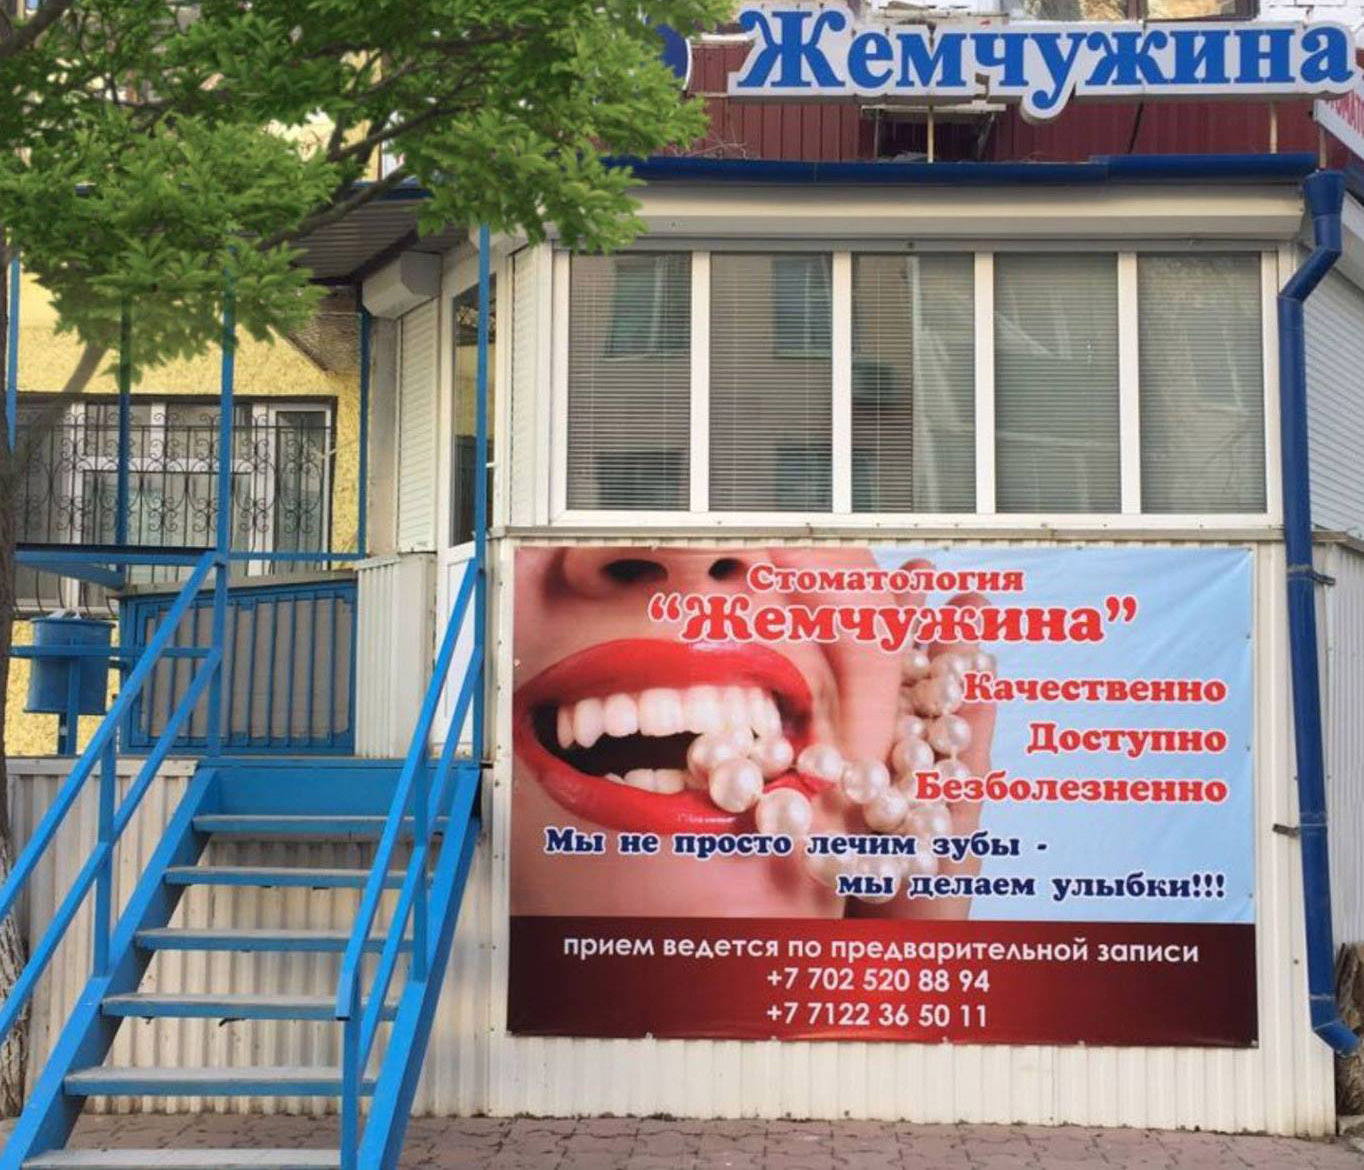 Жемчужина
Стоматология
“Жемчужина”
Качественно
Доступно
Безболезненно
Мы не просто лечим зубы -
мы делаем улыбки!!!
прием ведется по предварительной записи
+7 702 520 88 94
+7 7122 36 50 11